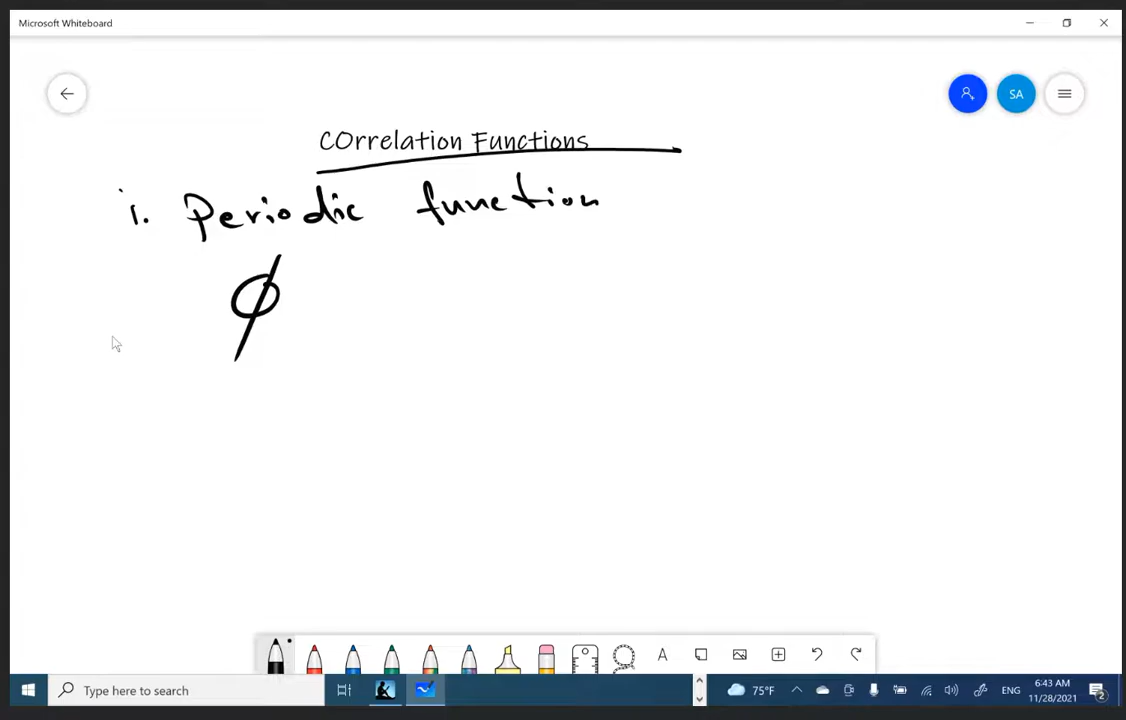 Microsoft Whiteboard
SA
COrrelation Functions
i. Periodic function
ϕ
A
Type here to search
75°F
ENG
6:43 AM
11/28/2021
2